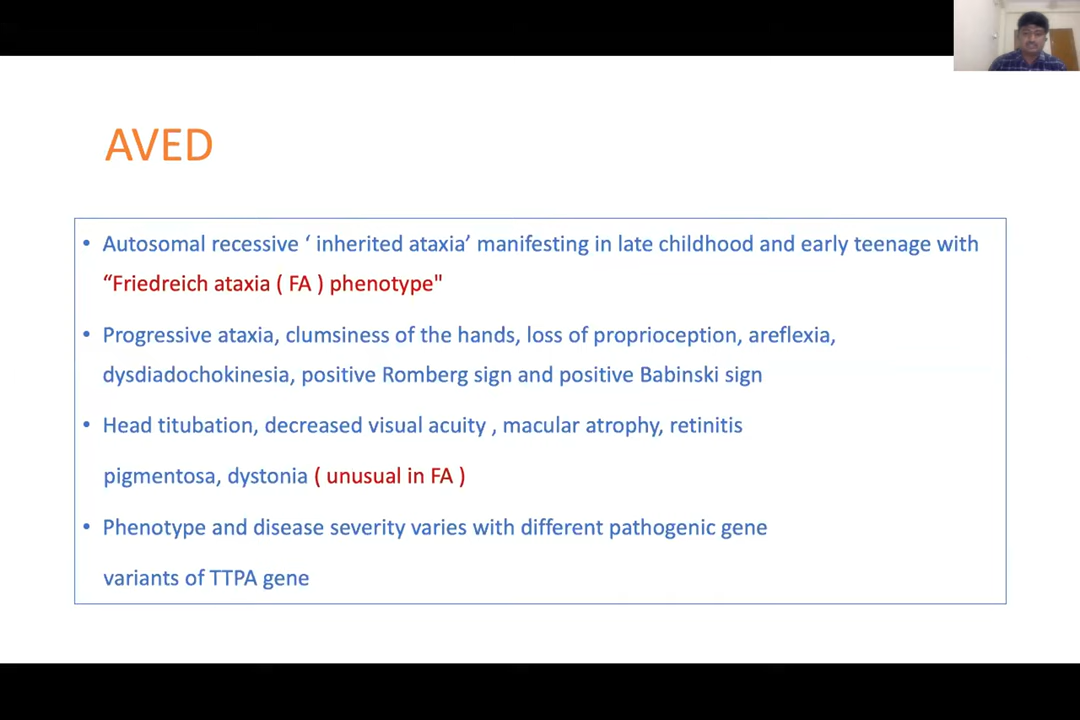 AVED
• Autosomal recessive ‘ inherited ataxia’ manifesting in late childhood and early teenage with
“Friedreich ataxia ( FA ) phenotype"
• Progressive ataxia, clumsiness of the hands, loss of proprioception, areflexia,
dysdiadochokinesia, positive Romberg sign and positive Babinski sign
• Head titubation, decreased visual acuity , macular atrophy, retinitis
pigmentosa, dystonia ( unusual in FA )
• Phenotype and disease severity varies with different pathogenic gene
variants of TTPA gene